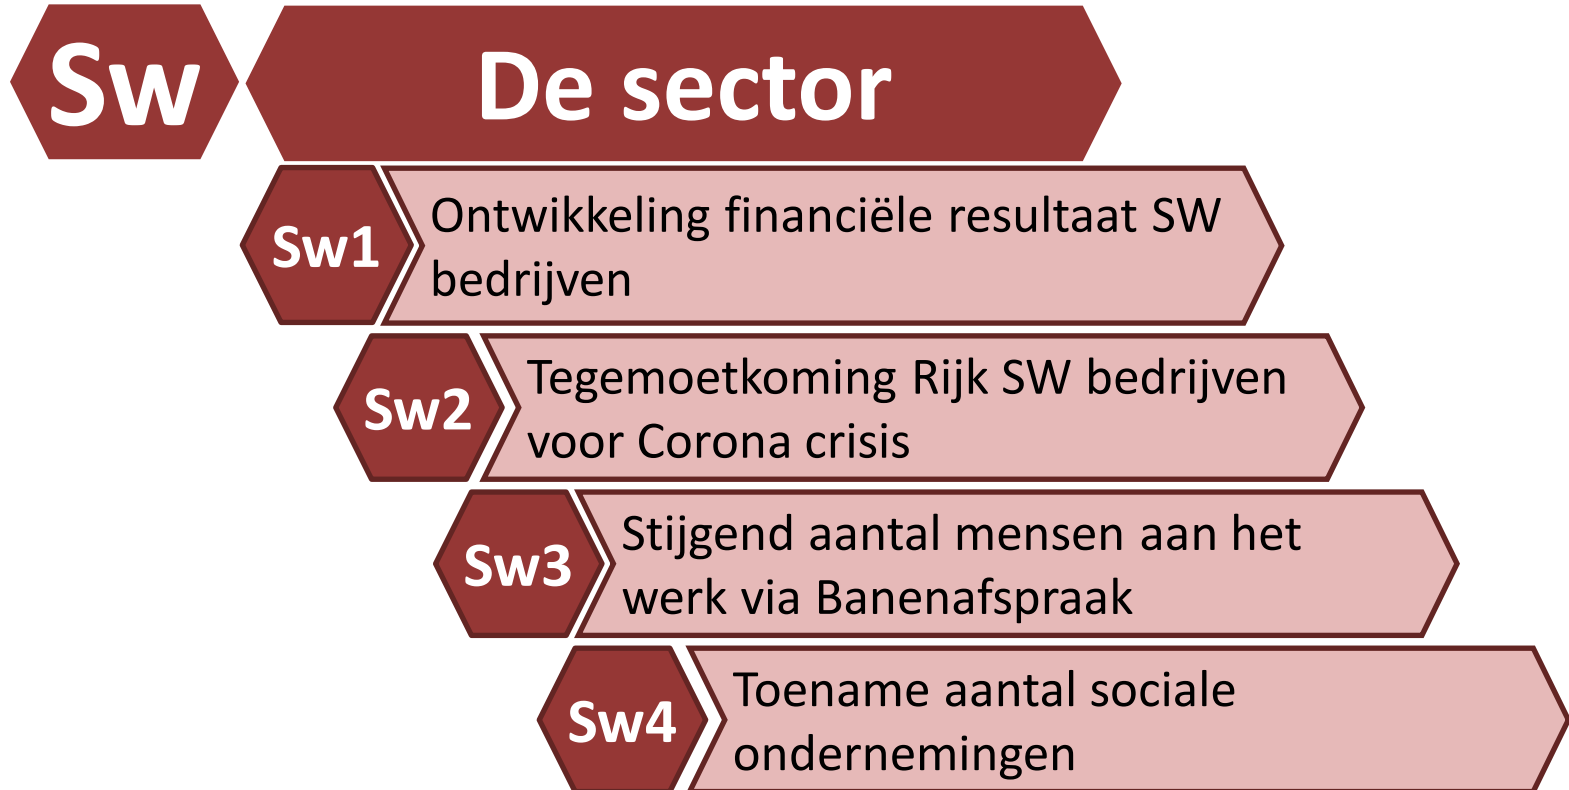 Sw De sector
Sw1 Ontwikkeling financiële resultaat SW
bedrijven
Sw2 Tegemoetkoming Rijk SW bedrijven
voor Corona crisis
Sw3 Stijgend aantal mensen aan het
werk via Banenafspraak
Sw4 Toename aantal sociale
ondernemingen